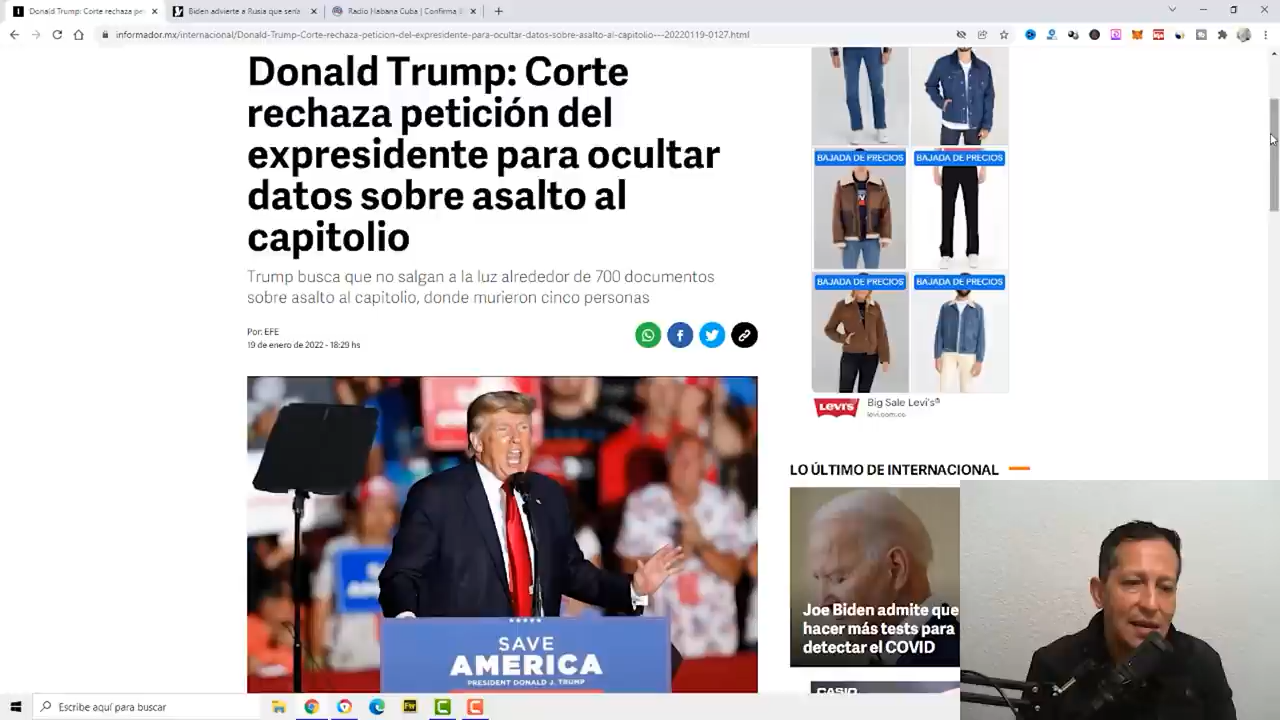 Donald Trump: Corte rechaza pe
Biden advierte a Rusia que sería
Radio Habana Cuba | Confirma
informador.mx/internacional/Donald-Trump-Corte-rechaza-peticion-del-expresidente-para-ocultar-datos-sobre-asalto-al-capitolio---20220119-0127.html
Donald Trump: Corte
rechaza petición del
expresidente para ocultar
datos sobre asalto al
capitolio
Trump busca que no salgan a la luz alrededor de 700 documentos
sobre asalto al capitolio, donde murieron cinco personas
Por: EFE
19 de enero de 2022 - 18:29 hs
SAVE
AMERICA
PRESIDENT DONALD J. TRUMP
BAJADA DE PRECIOS
BAJADA DE PRECIOS
BAJADA DE PRECIOS
BAJADA DE PRECIOS
LEVI'S
Big Sale Levi's®
levi.com.co
LO ÚLTIMO DE INTERNACIONAL
Joe Biden admite que
hacer más tests para
detectar el COVID
CASIO
Escribe aquí para buscar
Fw